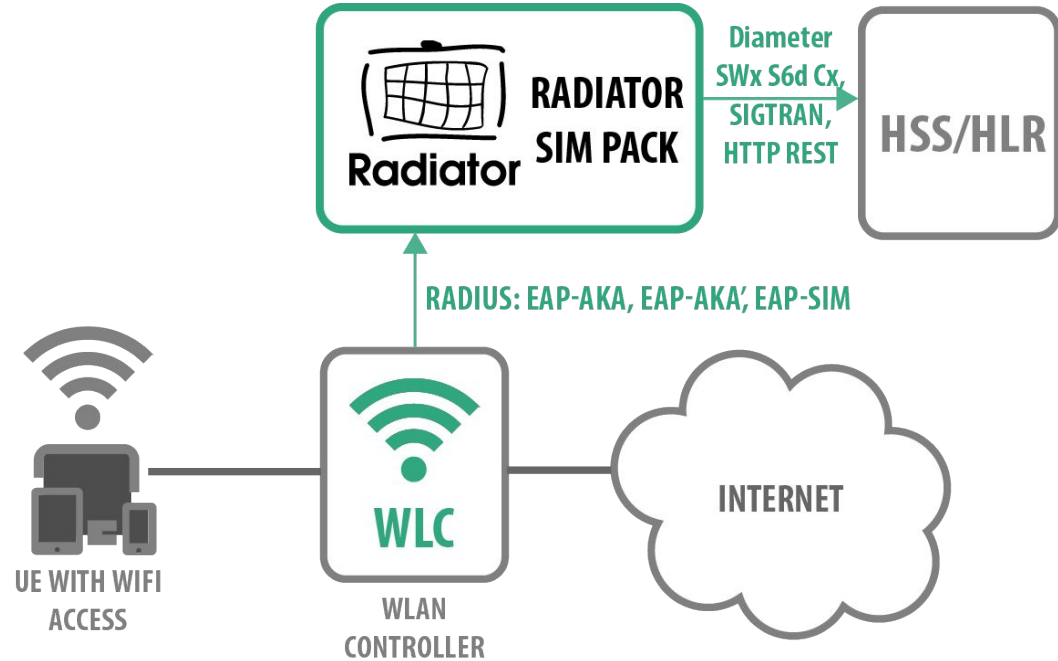 Radiator
RADIATOR
SIM PACK
Diameter
SWx S6d Cx,
SIGTRAN,
HTTP REST
HSS/HLR
RADIUS: EAP-AKA, EAP-AKA’, EAP-SIM
UE WITH WIFI
ACCESS
WLC
WLAN
CONTROLLER
INTERNET